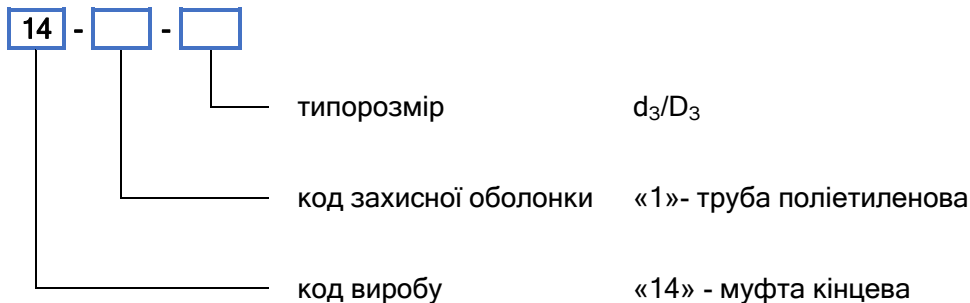 14 - -
типорозмір d₃/D₃
код захисної оболонки «1»- труба поліетиленова
код виробу «14» - муфта кінцева